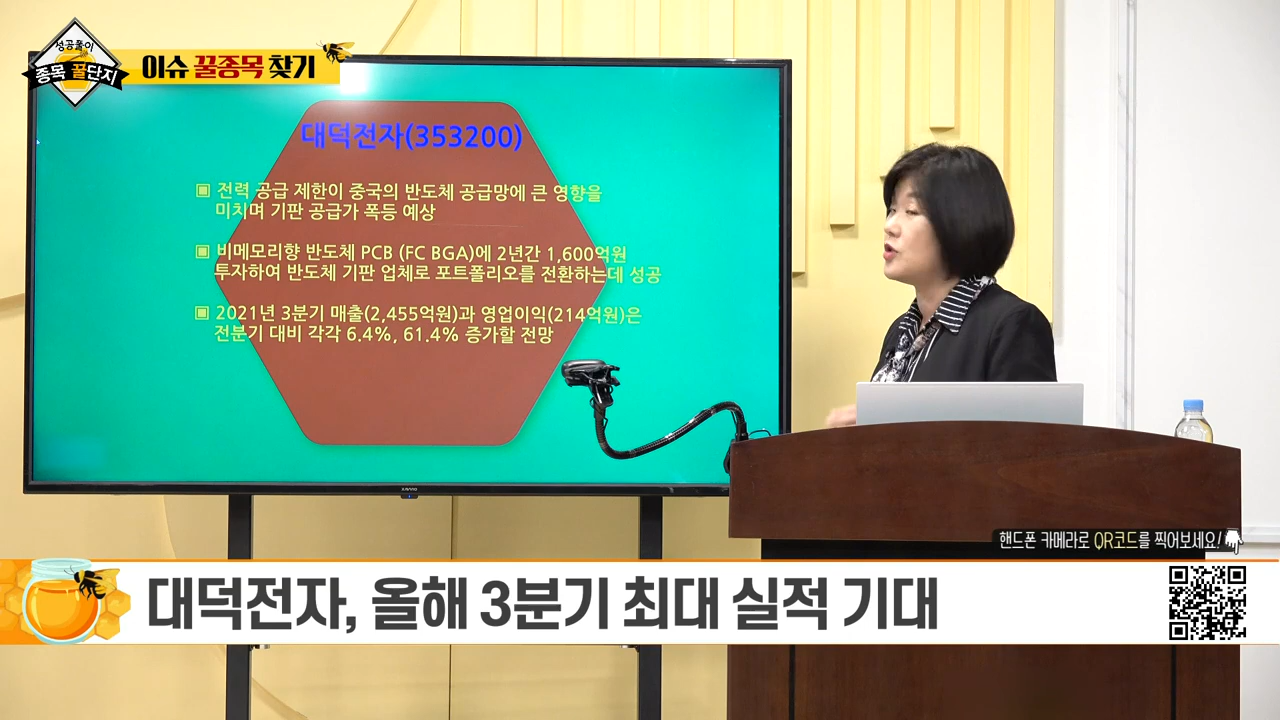 성공풀이
종목 꿀단지
이슈 꿀종목 찾기
대덕전자(353200)
▣ 전력 공급 제한이 중국의 반도체 공급망에 큰 영향을
미치며 기판 공급가 폭등 예상
▣ 비메모리향 반도체 PCB (FC BGA)에 2년간 1,600억원
투자하여 반도체 기판 업체로 포트폴리오를 전환하는데 성공
▣ 2021년 3분기 매출(2,455억원)과 영업이익(214억원)은
전분기 대비 각각 6.4%, 61.4% 증가할 전망
핸드폰 카메라로 QR코드를 찍어보세요!
대덕전자, 올해 3분기 최대 실적 기대